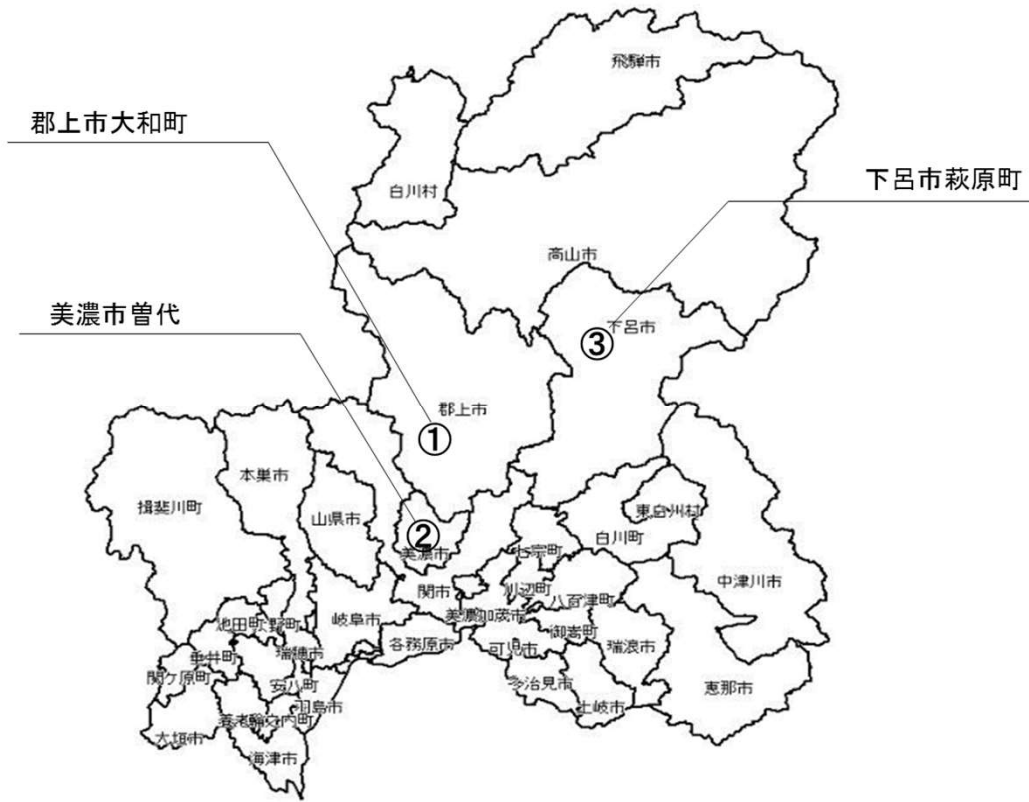 飛騨市
郡上市大和町
白川村
下呂市萩原町
高山市
美濃市曽代
下呂市
③
郡上市
①
本巣市
揖斐川町
山県市
②
美濃市
東白川村
白川町
七宗町
中津川市
関市
川辺町
八百津町
美濃加茂市
池田町
岐阜市
御嵩町
各務原市
可児市
瑞浪市
瑞穂市
垂井町
関ケ原町
安八町
多治見市
恵那市
羽島市
土岐市
大垣市
海津市